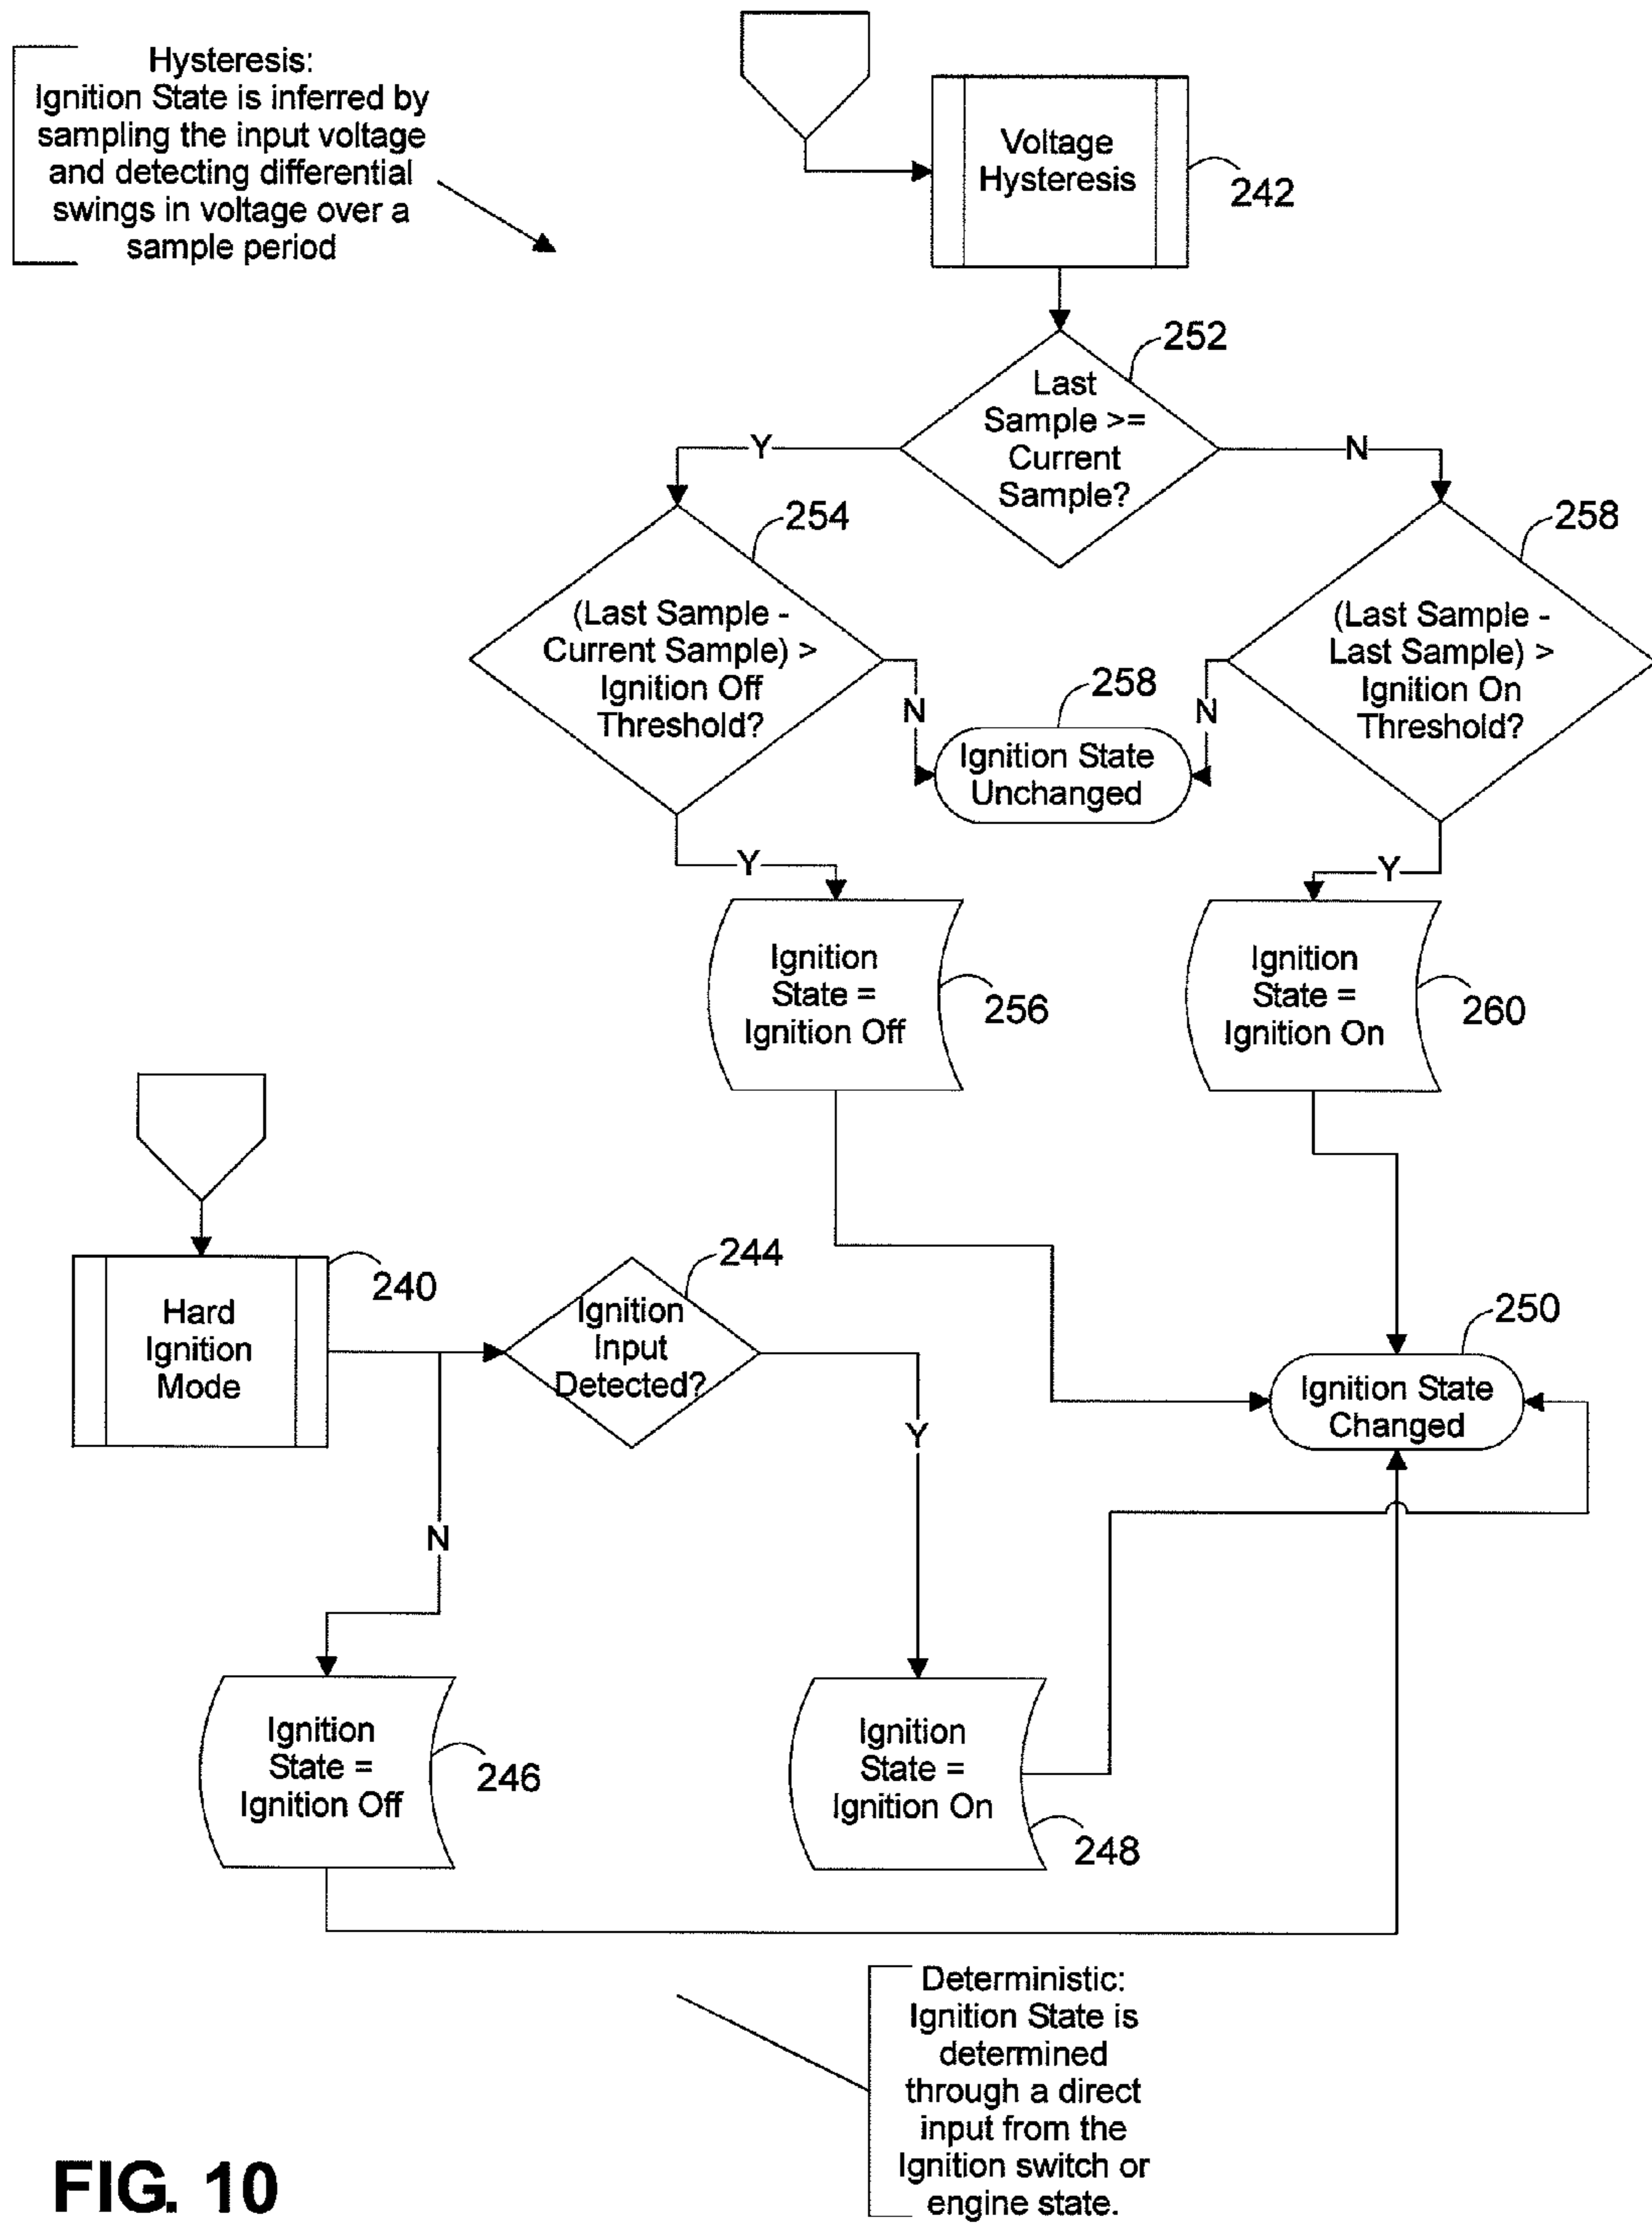 Hysteresis:
Ignition State is inferred by
sampling the input voltage
and detecting differential
swings in voltage over a
sample period
Voltage
Hysteresis
242
252
Last
Sample >=
Current
Sample?
Y
N
254
(Last Sample -
Current Sample) >
Ignition Off
Threshold?
258
(Last Sample -
Last Sample) >
Ignition On
Threshold?
N
258
N
Ignition State
Unchanged
Y
Y
Ignition
State =
Ignition Off
256
Ignition
State =
Ignition On
260
Hard
Ignition
Mode
240
244
Ignition
Input
Detected?
250
Ignition State
Changed
Y
N
Ignition
State =
Ignition Off
246
Ignition
State =
Ignition On
248
Deterministic:
Ignition State is
determined
through a direct
input from the
Ignition switch or
engine state.
FIG. 10